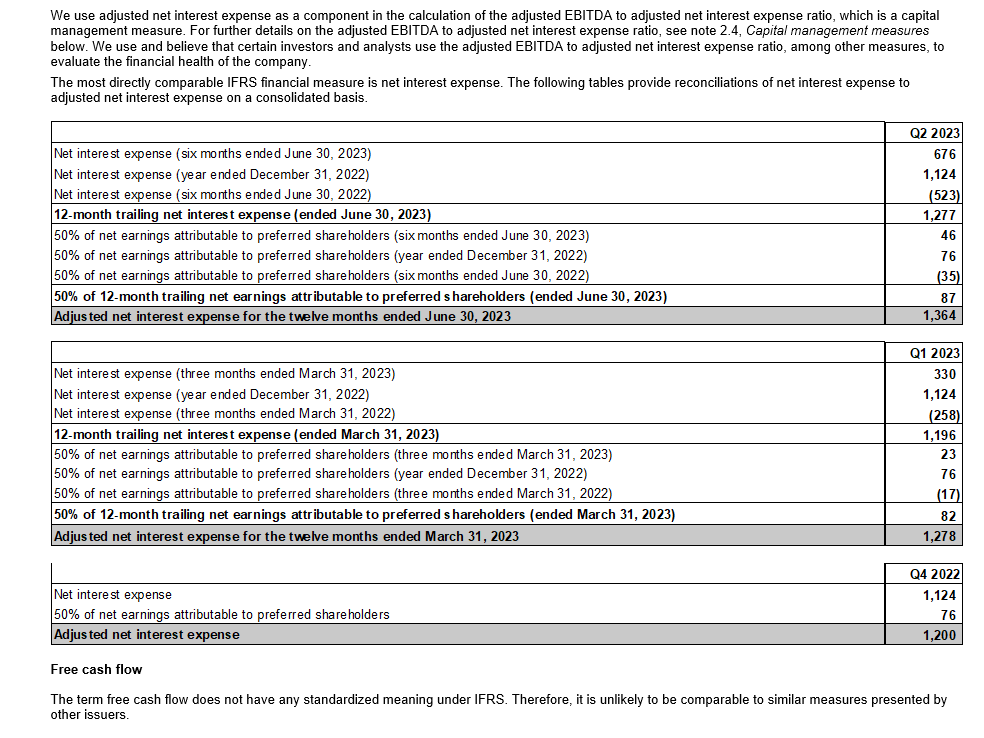 We use adjusted net interest expense as a component in the calculation of the adjusted EBITDA to adjusted net interest expense ratio, which is a capital
management measure. For further details on the adjusted EBITDA to adjusted net interest expense ratio, see note 2.4, Capital management measures
below. We use and believe that certain investors and analysts use the adjusted EBITDA to adjusted net interest expense ratio, among other measures, to
evaluate the financial health of the company.
The most directly comparable IFRS financial measure is net interest expense. The following tables provide reconciliations of net interest expense to
adjusted net interest expense on a consolidated basis.
Q2 2023
Net interest expense (six months ended June 30, 2023) 676
Net interest expense (year ended December 31, 2022) 1,124
Net interest expense (six months ended June 30, 2022) (523)
12-month trailing net interest expense (ended June 30, 2023) 1,277
50% of net earnings attributable to preferred shareholders (six months ended June 30, 2023) 46
50% of net earnings attributable to preferred shareholders (year ended December 31, 2022) 76
50% of net earnings attributable to preferred shareholders (six months ended June 30, 2022) (35)
50% of 12-month trailing net earnings attributable to preferred shareholders (ended June 30, 2023) 87
Adjusted net interest expense for the twelve months ended June 30, 2023 1,364
Q1 2023
Net interest expense (three months ended March 31, 2023) 330
Net interest expense (year ended December 31, 2022) 1,124
Net interest expense (three months ended March 31, 2022) (258)
12-month trailing net interest expense (ended March 31, 2023) 1,196
50% of net earnings attributable to preferred shareholders (three months ended March 31, 2023) 23
50% of net earnings attributable to preferred shareholders (year ended December 31, 2022) 76
50% of net earnings attributable to preferred shareholders (three months ended March 31, 2022) (17)
50% of 12-month trailing net earnings attributable to preferred shareholders (ended March 31, 2023) 82
Adjusted net interest expense for the twelve months ended March 31, 2023 1,278
Q4 2022
Net interest expense 1,124
50% of net earnings attributable to preferred shareholders 76
Adjusted net interest expense 1,200
Free cash flow
The term free cash flow does not have any standardized meaning under IFRS. Therefore, it is unlikely to be comparable to similar measures presented by
other issuers.